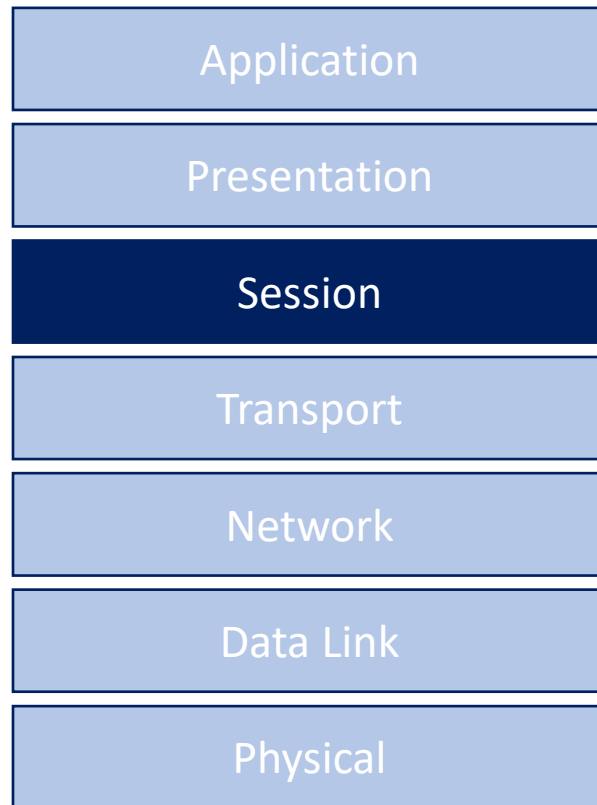 Application
Presentation
Session
Transport
Network
Data Link
Physical